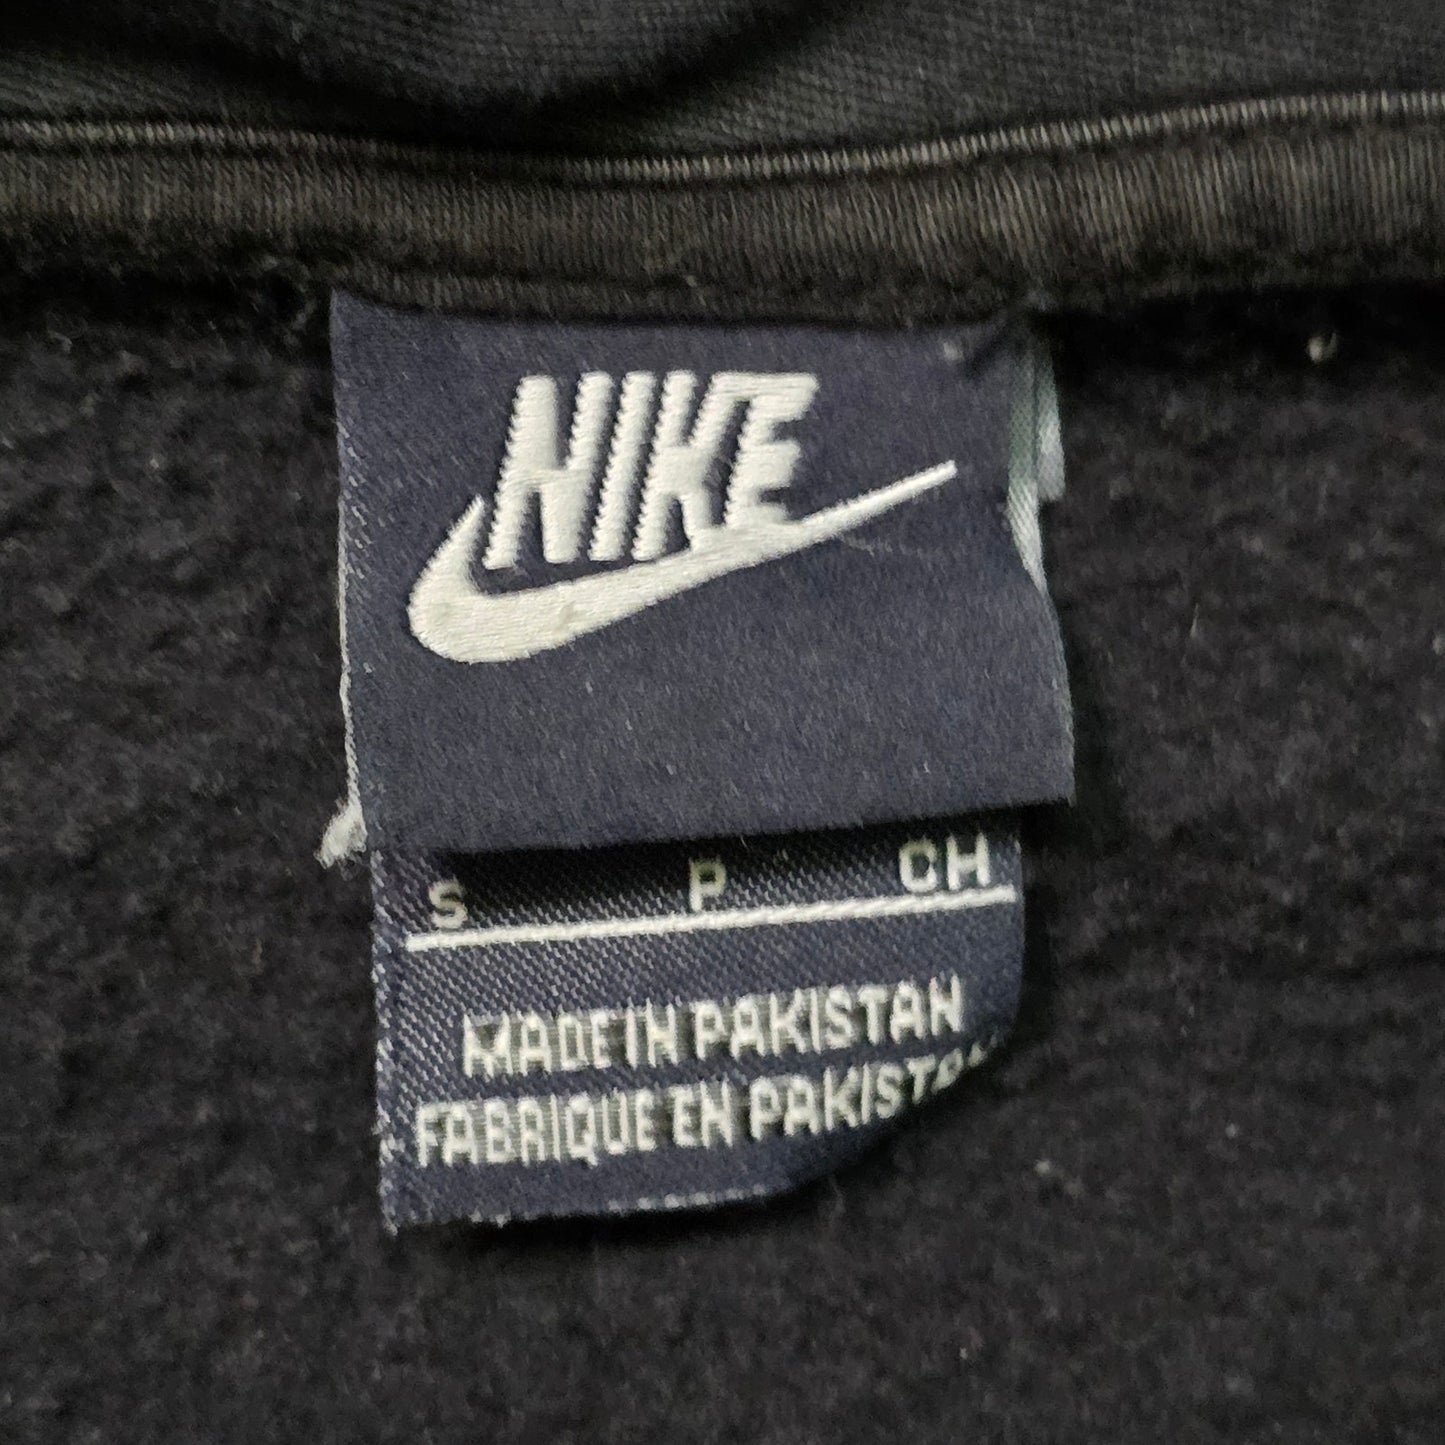 NIKE
S P CH
MADE IN PAKISTAN
FABRIQUE EN